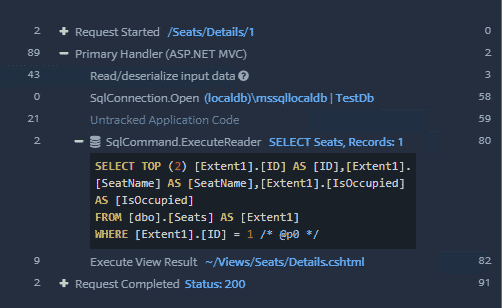 2 Request Started /Seats/Details/1 0
89 Primary Handler (ASP.NET MVC) 2
43 Read/deserialize input data ? 3
0 SqlConnection.Open (localdb)\mssqllocaldb | TestDb 58
21 Untracked Application Code 59
2 SqlCommand.ExecuteReader SELECT Seats, Records: 1 80
SELECT TOP (2) [Extent1].[ID] AS [ID],[Extent1].
[SeatName] AS [SeatName],[Extent1].[IsOccupied]
AS [IsOccupied]
FROM [dbo].[Seats] AS [Extent1]
WHERE [Extent1].[ID] = 1 /* @p0 */
9 Execute View Result ~/Views/Seats/Details.cshtml 82
2 Request Completed Status: 200 91